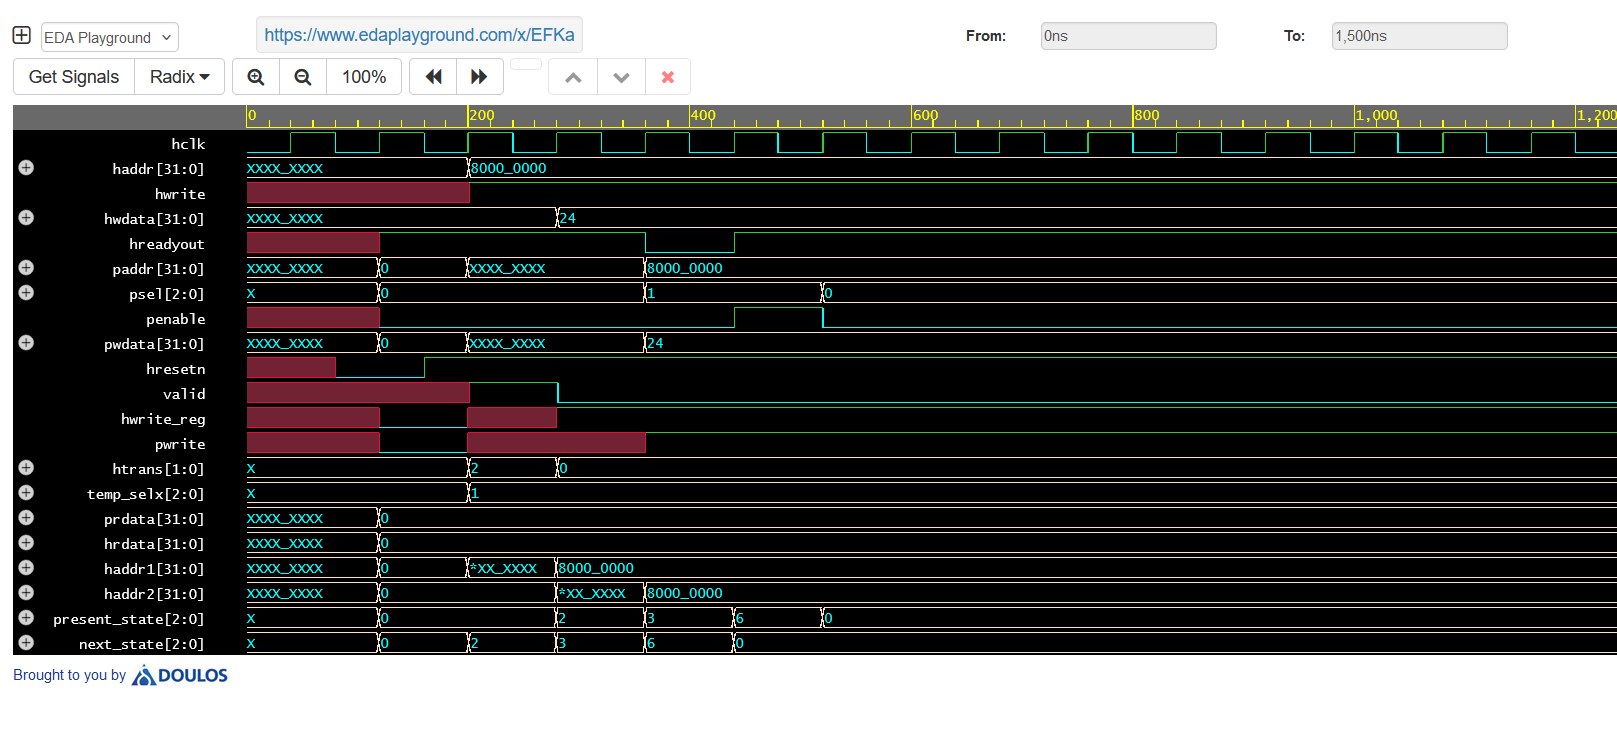 EDA Playground
https://www.edaplayground.com/x/EFKa
From:
0ns
To:
1,500ns
Get Signals
Radix
100%
0 200 400 600 800 1,000 1,200
hclk
haddr[31:0] XXXX_XXXX 8000_0000
hwrite
hwdata[31:0] XXXX_XXXX 24
hreadyout
paddr[31:0] XXXX_XXXX 0 XXXX_XXXX 8000_0000
psel[2:0] X 0 1 0
penable
pwdata[31:0] XXXX_XXXX 0 XXXX_XXXX 24
hresetn
valid
hwrite_reg
pwrite
htrans[1:0] X 2 0
temp_selx[2:0] X 1
prdata[31:0] XXXX_XXXX 0
hrdata[31:0] XXXX_XXXX 0
haddr1[31:0] XXXX_XXXX 0 *XX_XXXX 8000_0000
haddr2[31:0] XXXX_XXXX 0 *XX_XXXX 8000_0000
present_state[2:0] X 0 2 3 6 0
next_state[2:0] X 0 2 3 6 0
Brought to you by DOULOS